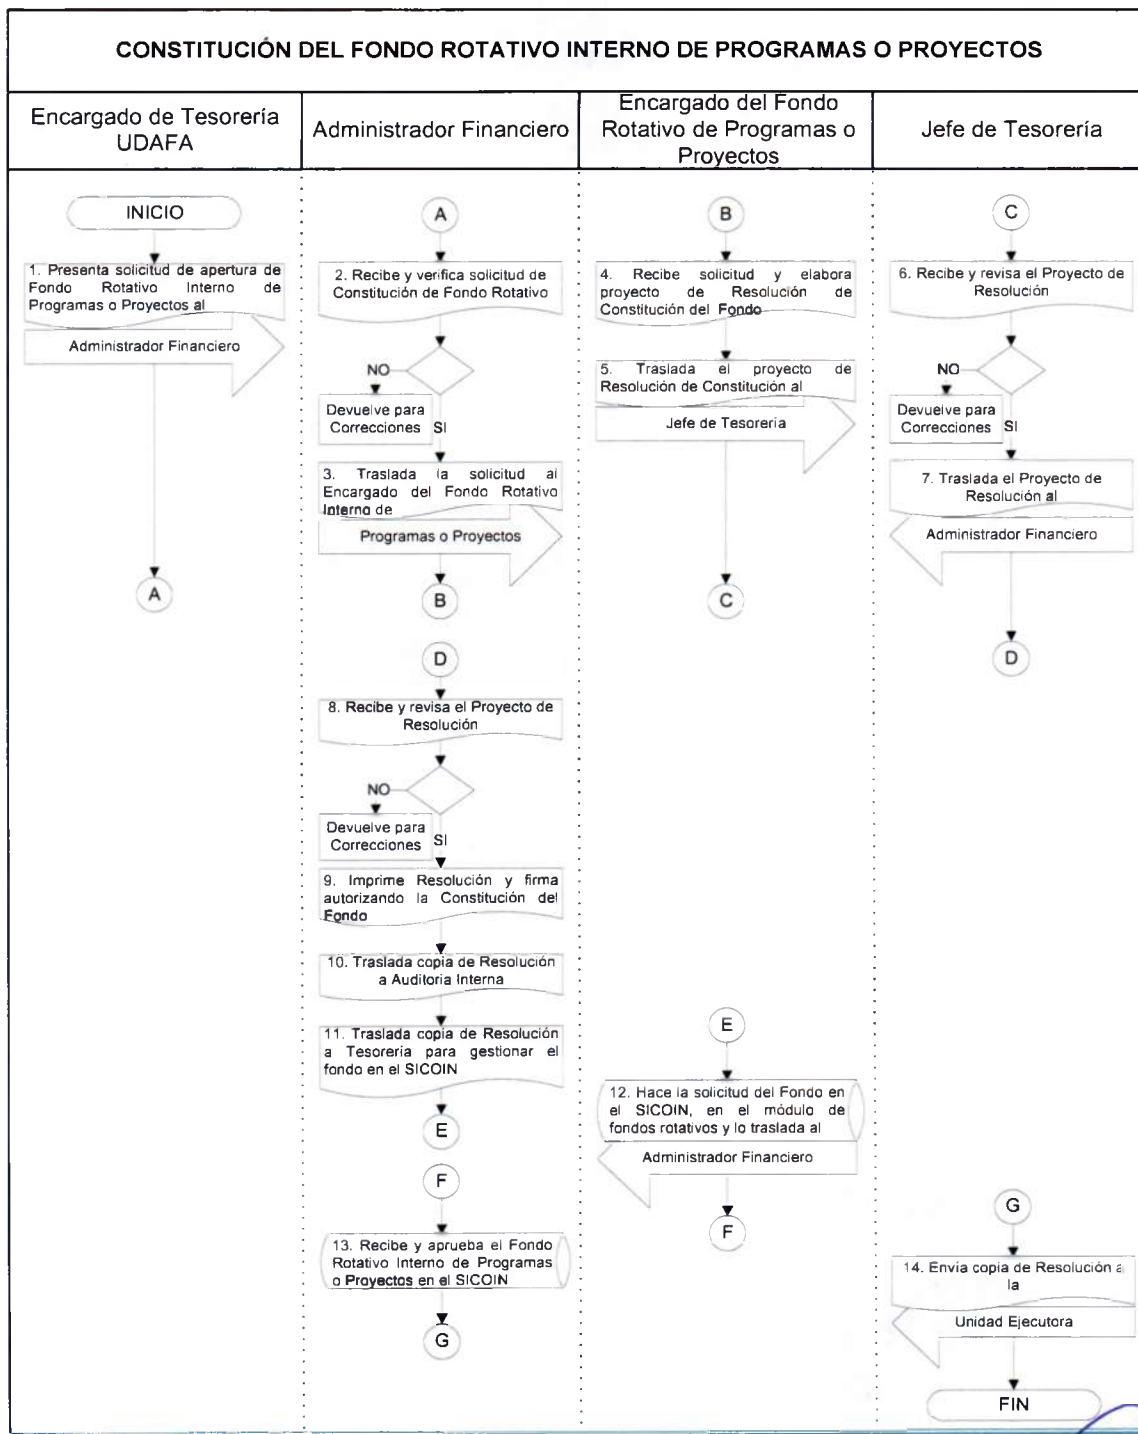 CONSTITUCIÓN DEL FONDO ROTATIVO INTERNO DE PROGRAMAS O PROYECTOS
Encargado de Tesorería
UDAFA
Administrador Financiero
Encargado del Fondo
Rotativo de Programas o
Proyectos
Jefe de Tesorería
INICIO
1. Presenta solicitud de apertura de
Fondo Rotativo Interno de
Programas o Proyectos al
Administrador Financiero
A
A
2. Recibe y verifica solicitud de
Constitución de Fondo Rotativo
NO
Devuelve para
Correcciones
SI
3. Traslada la solicitud al
Encargado del Fondo Rotativo
Interno de
Programas o Proyectos
B
B
4. Recibe solicitud y elabora
proyecto de Resolución de
Constitución del Fondo
5. Traslada el proyecto de
Resolución de Constitución al
Jefe de Tesorería
C
C
6. Recibe y revisa el Proyecto de
Resolución
NO
Devuelve para
Correcciones
SI
7. Traslada el Proyecto de
Resolución al
Administrador Financiero
D
D
8. Recibe y revisa el Proyecto de
Resolución
NO
Devuelve para
Correcciones
SI
9. Imprime Resolución y firma
autorizando la Constitución del
Fondo
10. Traslada copia de Resolución
a Auditoria Interna
11. Traslada copia de Resolución
a Tesorería para gestionar el
fondo en el SICOIN
E
E
12. Hace la solicitud del Fondo en
el SICOIN, en el módulo de
fondos rotativos y lo traslada al
Administrador Financiero
F
F
13. Recibe y aprueba el Fondo
Rotativo Interno de Programas
o Proyectos en el SICOIN
G
G
14. Envía copia de Resolución a
la
Unidad Ejecutora
FIN